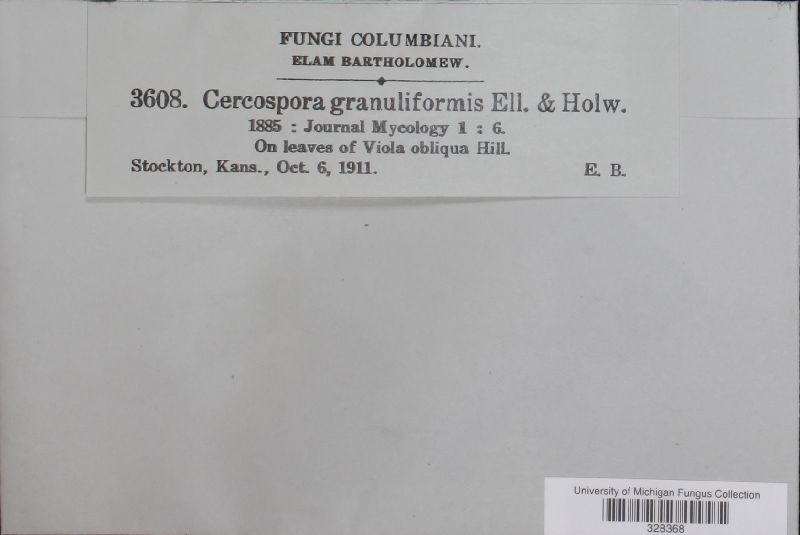 FUNGI COLUMBIANI.
ELAM BARTHOLOMEW.
3608. Cercospora granuliformis Ell. & Holw.
1885 : Journal Mycology 1 : 6.
On leaves of Viola obliqua Hill.
Stockton, Kans., Oct. 6, 1911. E. B.
University of Michigan Fungus Collection
328368